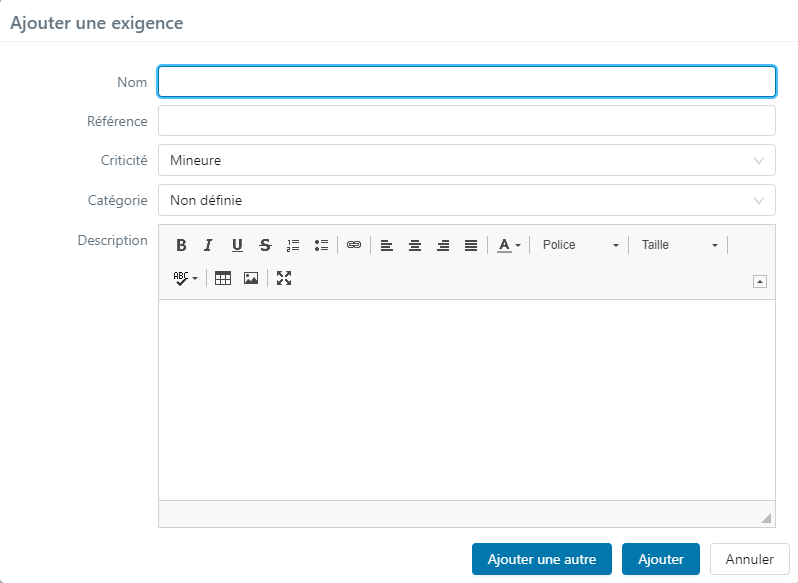 Ajouter une exigence
Nom
Référence
Criticité Mineure
Catégorie Non définie
Description B I U S A Police Taille
ABC
Ajouter une autre Ajouter Annuler